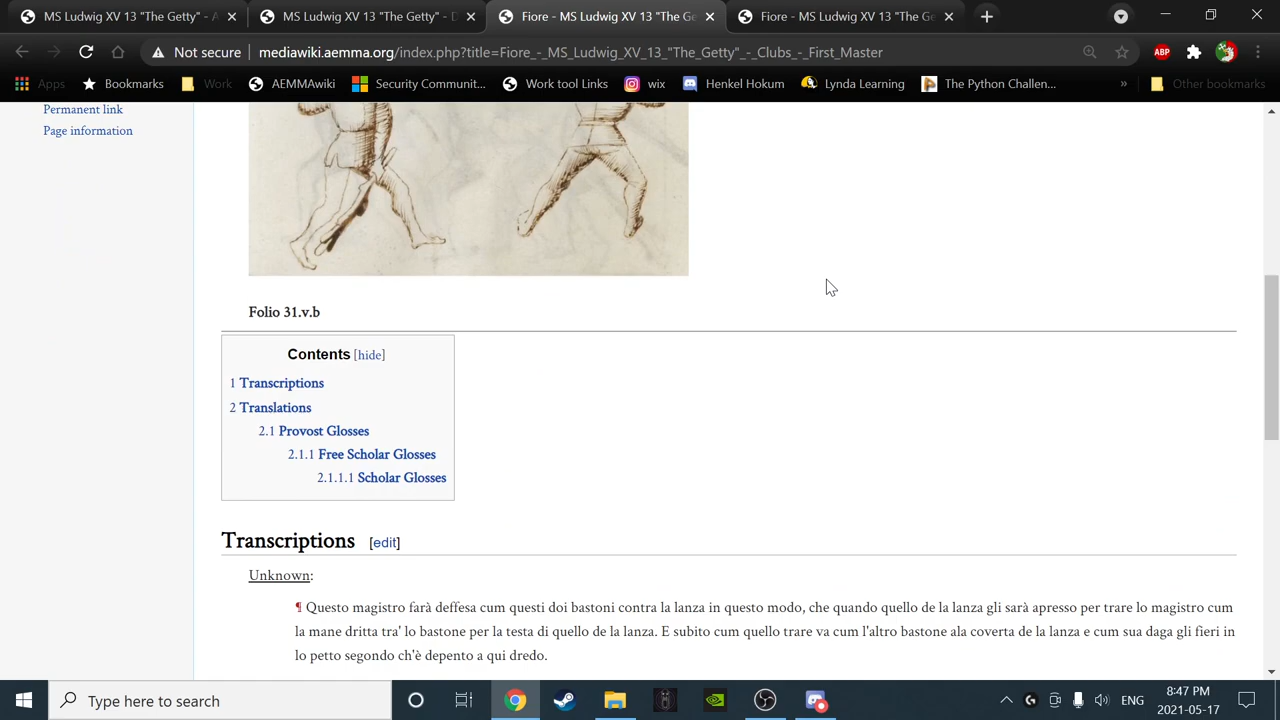 MS Ludwig XV 13 "The Getty" - A
MS Ludwig XV 13 "The Getty" - D
Fiore - MS Ludwig XV 13 "The Ge
Fiore - MS Ludwig XV 13 "The Ge
Not secure mediawiki.aemma.org/index.php?title=Fiore_-_MS_Ludwig_XV_13_"The_Getty"_-_Clubs_-_First_Master
ABP
Apps Bookmarks Work AEMMAwiki Security Communit... Work tool Links wix Henkel Hokum Lynda Learning The Python Challen... » Other bookmarks
Permanent link
Page information
Folio 31.v.b
Contents [hide]
1 Transcriptions
2 Translations
2.1 Provost Glosses
2.1.1 Free Scholar Glosses
2.1.1.1 Scholar Glosses
Transcriptions [edit]
Unknown:
¶ Questo magistro farà deffesa cum questi doi bastoni contra la lanza in questo modo, che quando quello de la lanza gli sarà apresso per trare lo magistro cum
la mane dritta tra' lo bastone per la testa di quello de la lanza. E subito cum quello trare va cum l'altro bastone ala coverta de la lanza e cum sua daga gli fieri in
lo petto segondo ch'è depento a qui dredo.
Type here to search
ENG
8:47 PM
2021-05-17